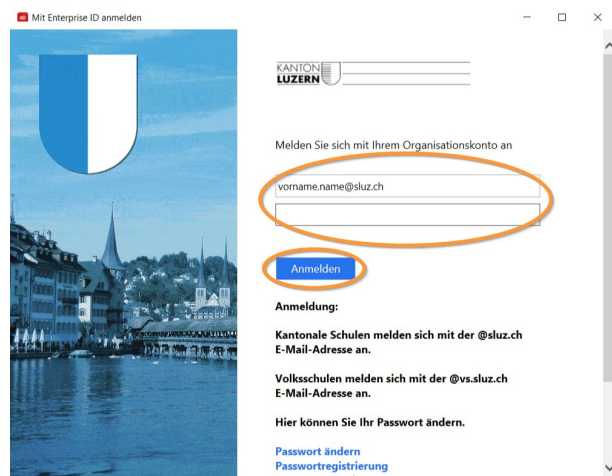 Mit Enterprise ID anmelden
KANTON
LUZERN
Melden Sie sich mit Ihrem Organisationskonto an
vorname.name@sluz.ch
Anmelden
Anmeldung:
Kantonale Schulen melden sich mit der @sluz.ch
E-Mail-Adresse an.
Volksschulen melden sich mit der @vs.sluz.ch
E-Mail-Adresse an.
Hier können Sie Ihr Passwort ändern.
Passwort ändern
Passwortregistrierung